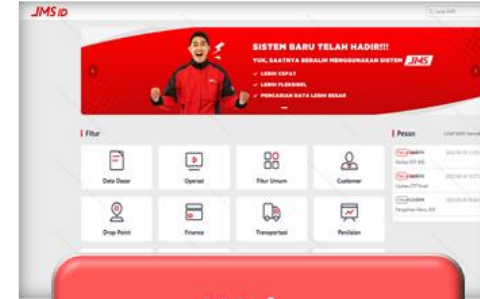 JMS ID
SISTEM BARU TELAH HADIR!!!
YUK, SAATNYA BERALIH MENGGUNAKAN SISTEM JMS
✓ LEBIH CEPAT
✓ LEBIH FLEKSIBEL
✓ PENCARIAN DATA LEBIH BESAR
Fitur
Pesan
Data Dasar
Operasi
Fitur Umum
Customer
Drop Point
Finance
Transportasi
Penilaian